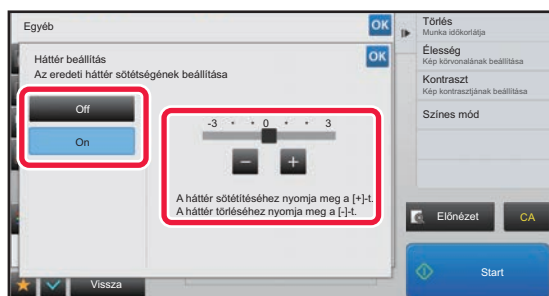 Egyéb
OK
Háttér beállítás
Az eredeti háttér sötétségének beállítása
OK
Off
On
-3 • • 0 • • 3
−
+
A háttér sötétítéséhez nyomja meg a [+]-t.
A háttér törléséhez nyomja meg a [-]-t.
Vissza
Törlés
Munka időkorlátja
Élesség
Kép körvonalának beállítása
Kontraszt
Kép kontrasztjának beállítása
Színes mód
Előnézet
CA
Start